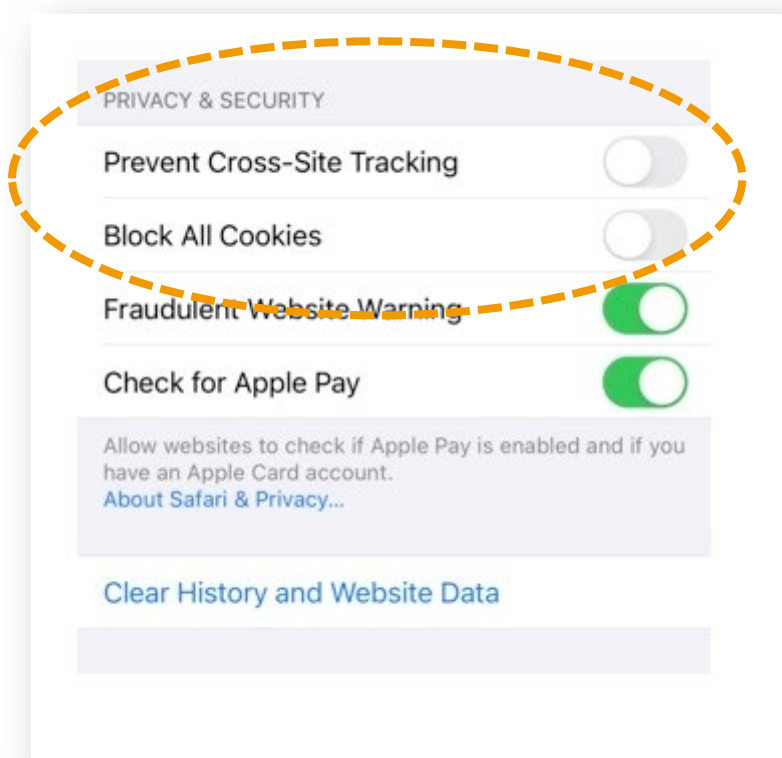 PRIVACY & SECURITY
Prevent Cross-Site Tracking
Block All Cookies
Fraudulent Website Warning
Check for Apple Pay
Allow websites to check if Apple Pay is enabled and if you
have an Apple Card account.
About Safari & Privacy...
Clear History and Website Data